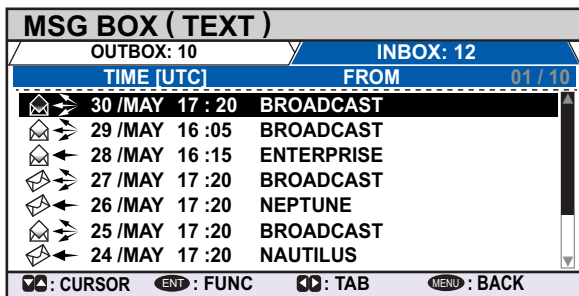 MSG BOX ( TEXT )
OUTBOX: 10 INBOX: 12
TIME [UTC] FROM 01 / 10
30 /MAY 17 : 20 BROADCAST
29 /MAY 16 :05 BROADCAST
28 /MAY 16 :15 ENTERPRISE
27 /MAY 17 :20 BROADCAST
26 /MAY 17 :20 NEPTUNE
25 /MAY 17 :20 BROADCAST
24 /MAY 17 :20 NAUTILUS
: CURSOR ENT : FUNC : TAB MENU : BACK